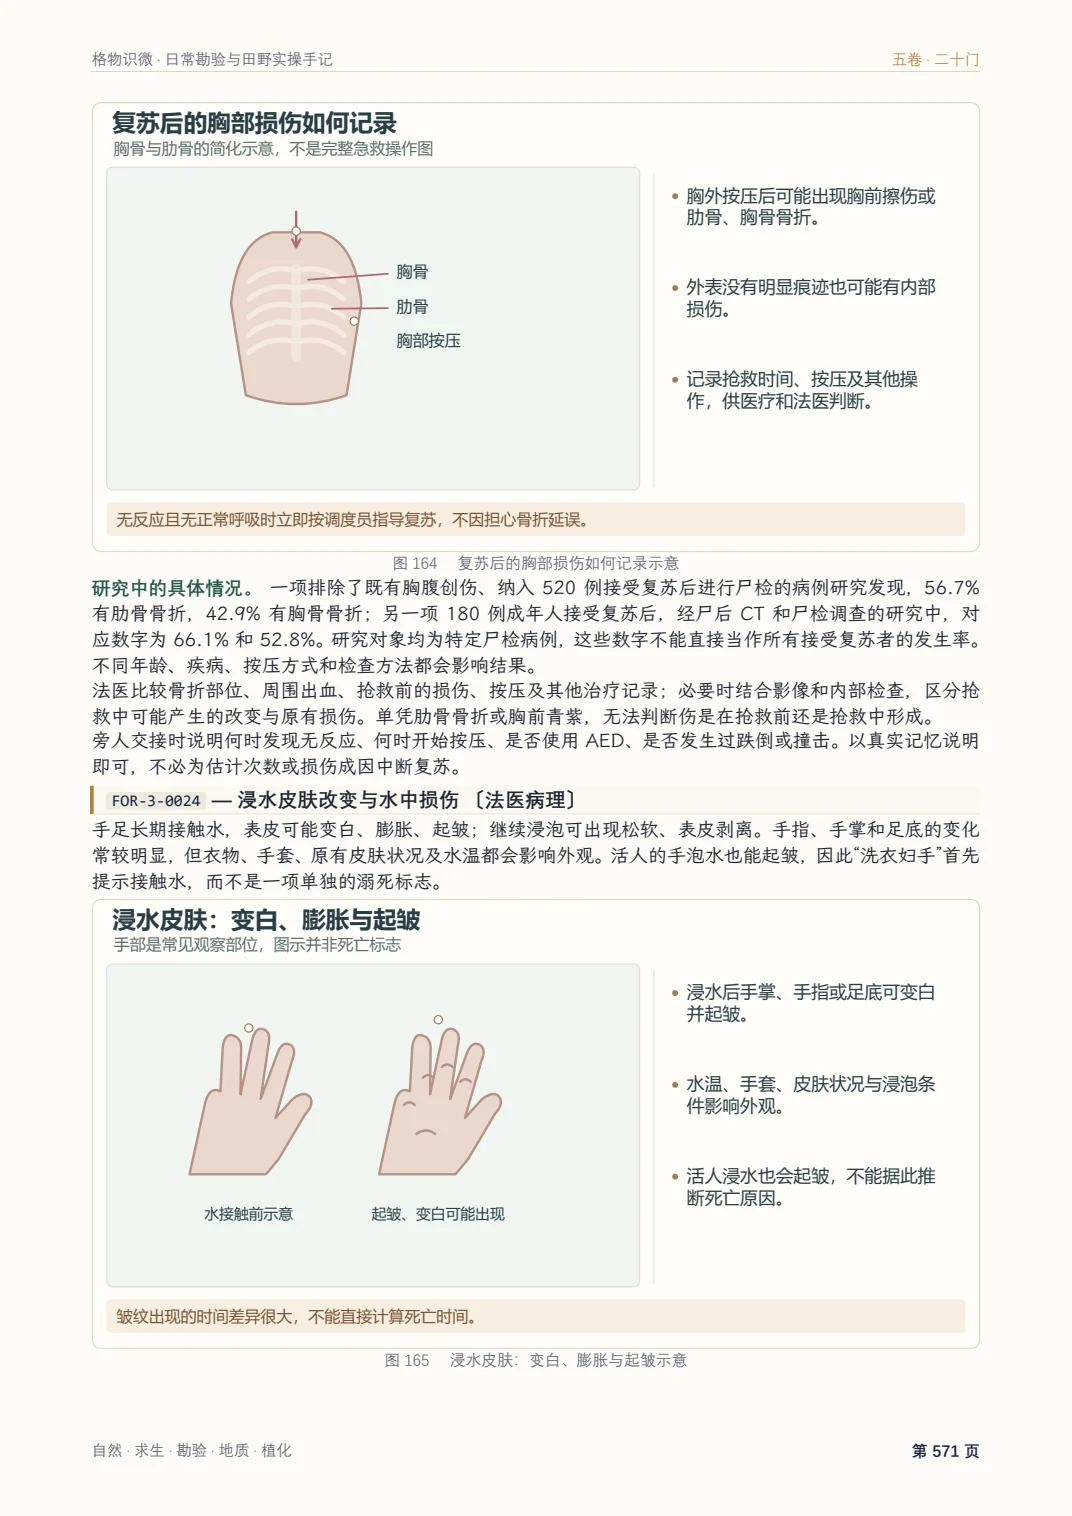 格物识微 · 日常勘验与田野实操手记
五卷 · 二十门
复苏后的胸部损伤如何记录
胸骨与肋骨的简化示意，不是完整急救操作图
胸骨
肋骨
胸部按压
• 胸外按压后可能出现胸前擦伤或
肋骨、胸骨骨折。
• 外表没有明显痕迹也可能有内部
损伤。
• 记录抢救时间、按压及其他操
作，供医疗和法医判断。
无反应且无正常呼吸时立即按调度员指导复苏，不因担心骨折延误。
图 164 复苏后的胸部损伤如何记录示意
研究中的具体情况。 一项排除了既有胸腹创伤、纳入 520 例接受复苏后进行尸检的病例研究发现，56.7%
有肋骨骨折，42.9% 有胸骨骨折；另一项 180 例成年人接受复苏后，经尸后 CT 和尸检调查的研究中，对
应数字为 66.1% 和 52.8%。研究对象均为特定尸检病例，这些数字不能直接当作所有接受复苏者的发生率。
不同年龄、疾病、按压方式和检查方法都会影响结果。
法医比较骨折部位、周围出血、抢救前的损伤、按压及其他治疗记录；必要时结合影像和内部检查，区分抢
救中可能产生的改变与原有损伤。单凭肋骨骨折或胸前青紫，无法判断伤是在抢救前还是抢救中形成。
旁人交接时说明何时发现无反应、何时开始按压、是否使用 AED、是否发生过跌倒或撞击。以真实记忆说明
即可，不必为估计次数或损伤成因中断复苏。
FOR-3-0024 — 浸水皮肤改变与水中损伤 〔法医病理〕
手足长期接触水，表皮可能变白、膨胀、起皱；继续浸泡可出现松软、表皮剥离。手指、手掌和足底的变化
常较明显，但衣物、手套、原有皮肤状况及水温都会影响外观。活人的手泡水也能起皱，因此“洗衣妇手”首先
提示接触水，而不是一项单独的溺死标志。
浸水皮肤：变白、膨胀与起皱
手部是常见观察部位，图示并非死亡标志
水接触前示意
起皱、变白可能出现
• 浸水后手掌、手指或足底可变白
并起皱。
• 水温、手套、皮肤状况与浸泡条
件影响外观。
• 活人浸水也会起皱，不能据此推
断死亡原因。
皱纹出现的时间差异很大，不能直接计算死亡时间。
图 165 浸水皮肤：变白、膨胀与起皱示意
自然 · 求生 · 勘验 · 地质 · 植化
第 571 页